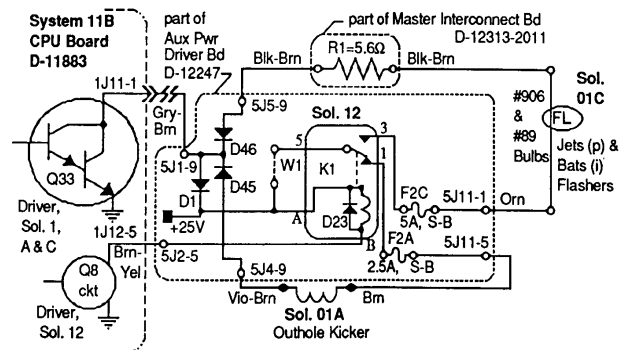 System 11B
CPU Board
D-11883
part of
Aux Pwr
Driver Bd
D-12247
part of Master Interconnect Bd
D-12313-2011
R1=5.6Ω
Blk-Brn
Blk-Brn
1J11-1
Gry-
Brn
5J5-9
Sol. 12
Sol.
01C
#906
&
#89
Bulbs
FL
Jets (p) &
Bats (i)
Flashers
Q33
5J1-9
D46
D45
D1
W1
5
K1
3
1
A
D23
B
+25V
F2C
5A, S-B
5J11-1
Orn
F2A
2.5A, S-B
5J11-5
Driver,
Sol. 1,
A & C
1J12-5
Brn-
Yel
5J2-5
5J4-9
Q8
ckt
Driver,
Sol. 12
Vio-Brn
Brn
Sol. 01A
Outhole Kicker